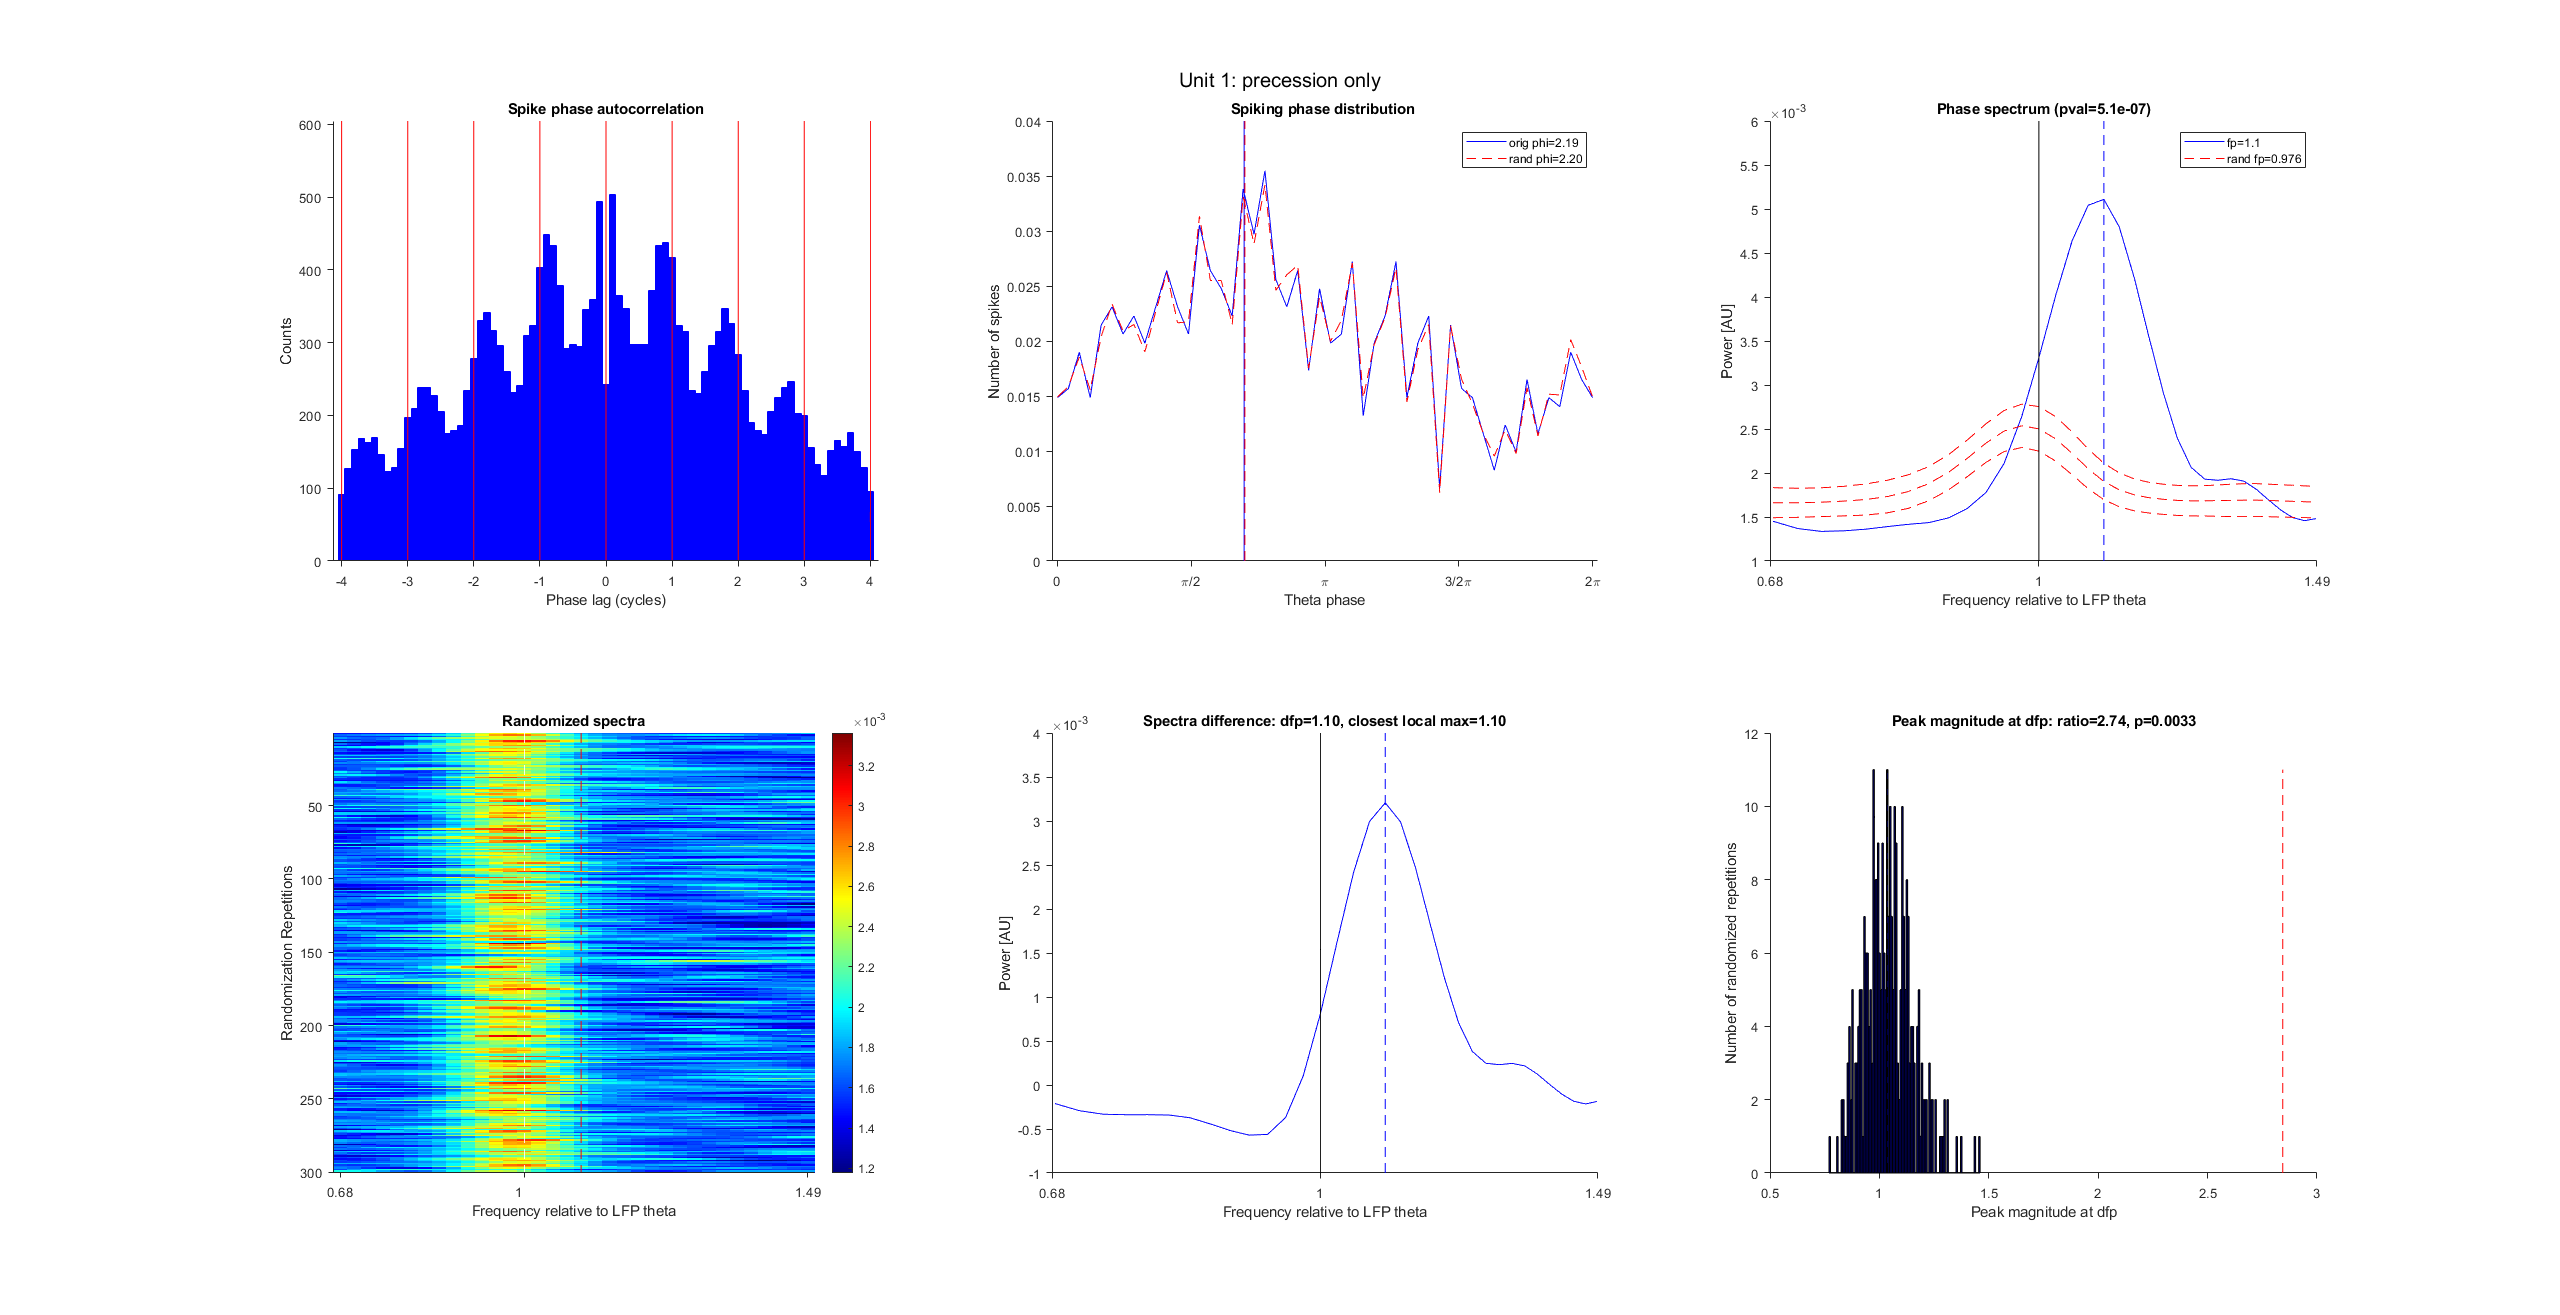 Unit 1: precession only
Spike phase autocorrelation
600
500
400
300
200
100
0
Counts
-4 -3 -2 -1 0 1 2 3 4
Phase lag (cycles)
Spiking phase distribution
orig phi=2.19
rand phi=2.20
0.04
0.035
0.03
0.025
0.02
0.015
0.01
0.005
0
Number of spikes
0 π/2 π 3/2π 2π
Theta phase
Phase spectrum (pval=5.1e-07)
×10-3
fp=1.1
rand fp=0.976
6
5.5
5
4.5
4
3.5
3
2.5
2
1.5
1
Power [AU]
0.68 1 1.49
Frequency relative to LFP theta
Randomized spectra
×10-3
50
100
150
200
250
300
Randomization Repetitions
0.68 1 1.49
Frequency relative to LFP theta
3.2
3
2.8
2.6
2.4
2.2
2
1.8
1.6
1.4
1.2
Spectra difference: dfp=1.10, closest local max=1.10
×10-3
4
3.5
3
2.5
2
1.5
1
0.5
0
-0.5
-1
Power [AU]
0.68 1 1.49
Frequency relative to LFP theta
Peak magnitude at dfp: ratio=2.74, p=0.0033
12
10
8
6
4
2
0
Number of randomized repetitions
0.5 1 1.5 2 2.5 3
Peak magnitude at dfp